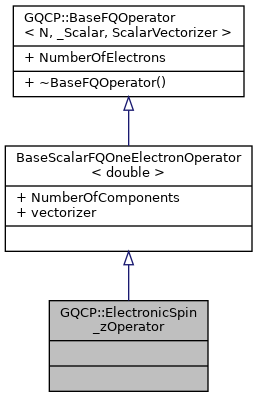 GQCP::BaseFQOperator
< N, _Scalar, ScalarVectorizer >
+ NumberOfElectrons
+ ~BaseFQOperator()
BaseScalarFQOneElectronOperator
< double >
+ NumberOfComponents
+ vectorizer
GQCP::ElectronicSpin
_zOperator